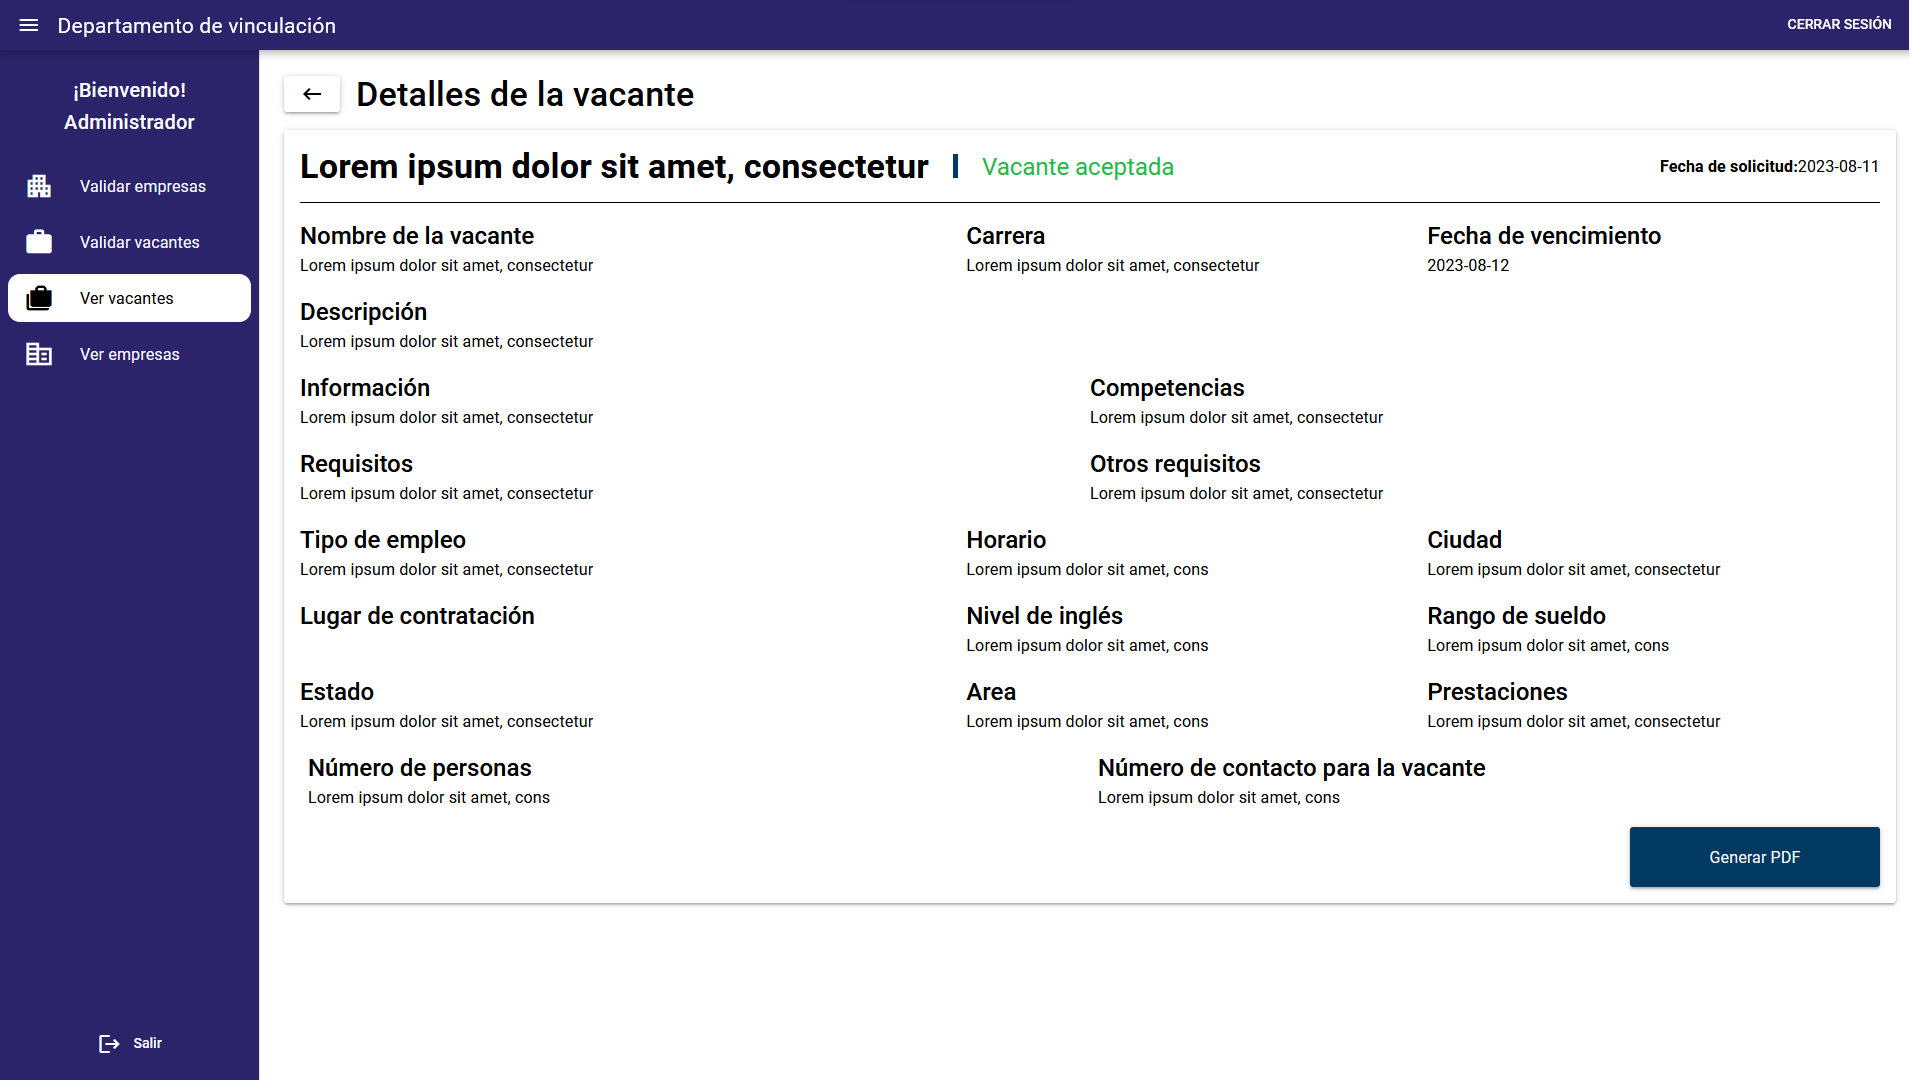 Departamento de vinculación
CERRAR SESIÓN
¡Bienvenido!
Administrador
Validar empresas
Validar vacantes
Ver vacantes
Ver empresas
Salir
Detalles de la vacante
Lorem ipsum dolor sit amet, consectetur
Vacante aceptada
Fecha de solicitud:2023-08-11
Nombre de la vacante
Lorem ipsum dolor sit amet, consectetur
Carrera
Lorem ipsum dolor sit amet, consectetur
Fecha de vencimiento
2023-08-12
Descripción
Lorem ipsum dolor sit amet, consectetur
Información
Lorem ipsum dolor sit amet, consectetur
Competencias
Lorem ipsum dolor sit amet, consectetur
Requisitos
Lorem ipsum dolor sit amet, consectetur
Otros requisitos
Lorem ipsum dolor sit amet, consectetur
Tipo de empleo
Lorem ipsum dolor sit amet, consectetur
Horario
Lorem ipsum dolor sit amet, cons
Ciudad
Lorem ipsum dolor sit amet, consectetur
Lugar de contratación
Nivel de inglés
Lorem ipsum dolor sit amet, cons
Rango de sueldo
Lorem ipsum dolor sit amet, cons
Estado
Lorem ipsum dolor sit amet, consectetur
Area
Lorem ipsum dolor sit amet, cons
Prestaciones
Lorem ipsum dolor sit amet, consectetur
Número de personas
Lorem ipsum dolor sit amet, cons
Número de contacto para la vacante
Lorem ipsum dolor sit amet, cons
Generar PDF